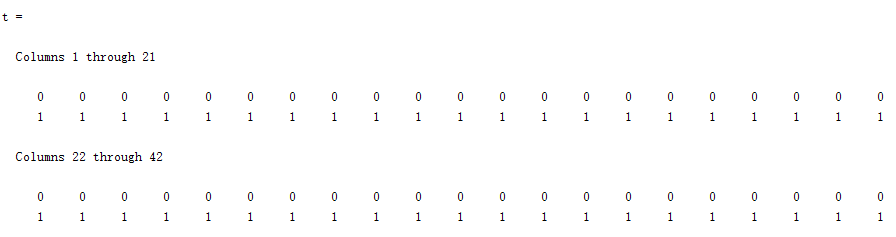 t =
Columns 1 through 21
0 0 0 0 0 0 0 0 0 0 0 0 0 0 0 0 0 0 0 0 0
1 1 1 1 1 1 1 1 1 1 1 1 1 1 1 1 1 1 1 1 1
Columns 22 through 42
0 0 0 0 0 0 0 0 0 0 0 0 0 0 0 0 0 0 0 0 0
1 1 1 1 1 1 1 1 1 1 1 1 1 1 1 1 1 1 1 1 1